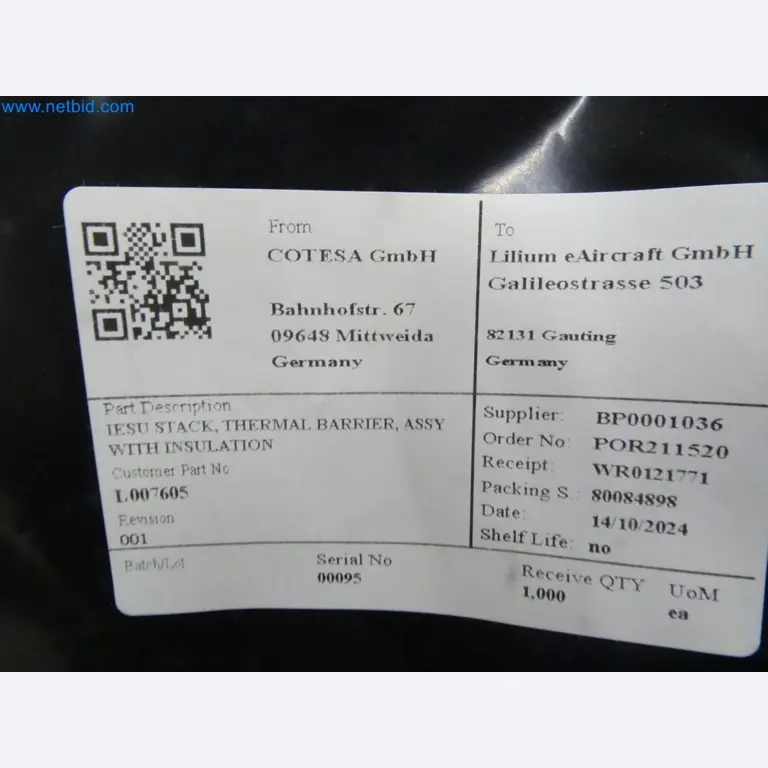 www.netbid.com
From
COTESA GmbH
Bahnhofstr. 67
09648 Mittweida
Germany
To
Lilium eAircraft GmbH
Galileostrasse 503
82131 Gauting
Germany
Part Description
IESU STACK, THERMAL BARRIER, ASSY
WITH INSULATION
Customer Part No
L007605
Revision
001
Supplier: BP0001036
Order No: POR211520
Receipt: WR0121771
Packing S.: 80084898
Date: 14/10/2024
Shelf Life: no
Batch/Lot
Serial No
00095
Receive QTY
1,000
UoM
ea